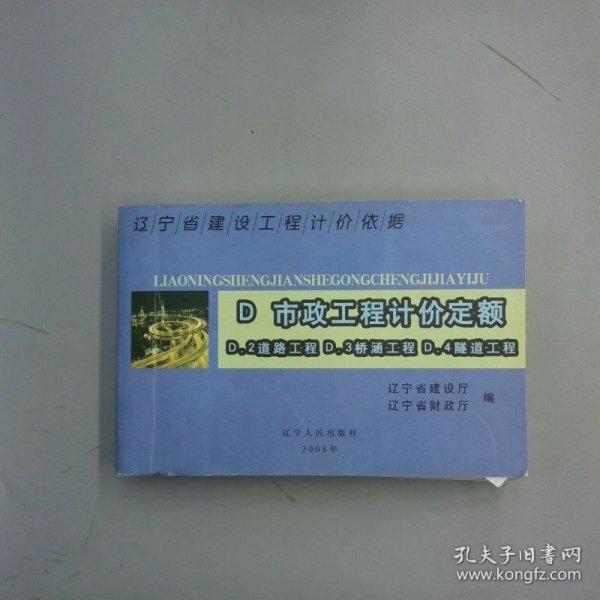 辽/宁/省/建/设/工/程/计/价/依/据
LIAONINGSHENGJIANSHEGONGCHENGJIJIAYIJU
D 市政工程计价定额
D.2道路工程 D.3桥涵工程 D.4隧道工程
辽宁省建设厅
辽宁省财政厅 编
辽宁人民出版社
2008年
孔夫子旧书网
www.kongfz.com